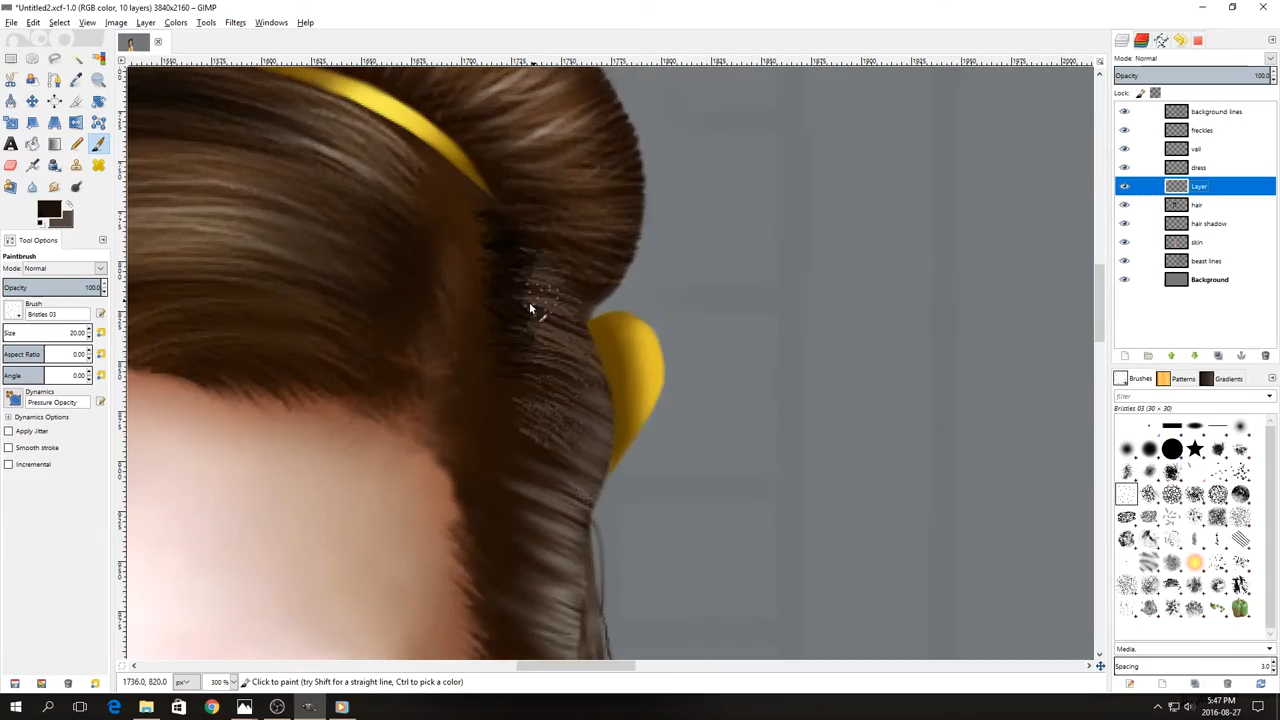 *Untitled2.xcf-1.0 (RGB color, 10 layers) 3840x2160 – GIMP
File Edit Select View Image Layer Colors Tools Filters Windows Help
Mode: Normal
Opacity 100.0
Lock:
background lines
freckles
vail
dress
Layer
hair
hair shadow
skin
beast lines
Background
Tool Options
Paintbrush
Mode: Normal
Opacity 100.0
Brush
Bristles 03
Size 20.00
Aspect Ratio 0.00
Angle 0.00
Dynamics
Pressure Opacity
Dynamics Options
Apply Jitter
Smooth stroke
Incremental
Brushes Patterns Gradients
filter
Bristles 03 (30 × 30)
Media,
Spacing 3.0
1736.0, 820.0 px 300 % Click to paint (try Shift for a straight line, Ctrl to pick a color)
5:47 PM
2016-08-27